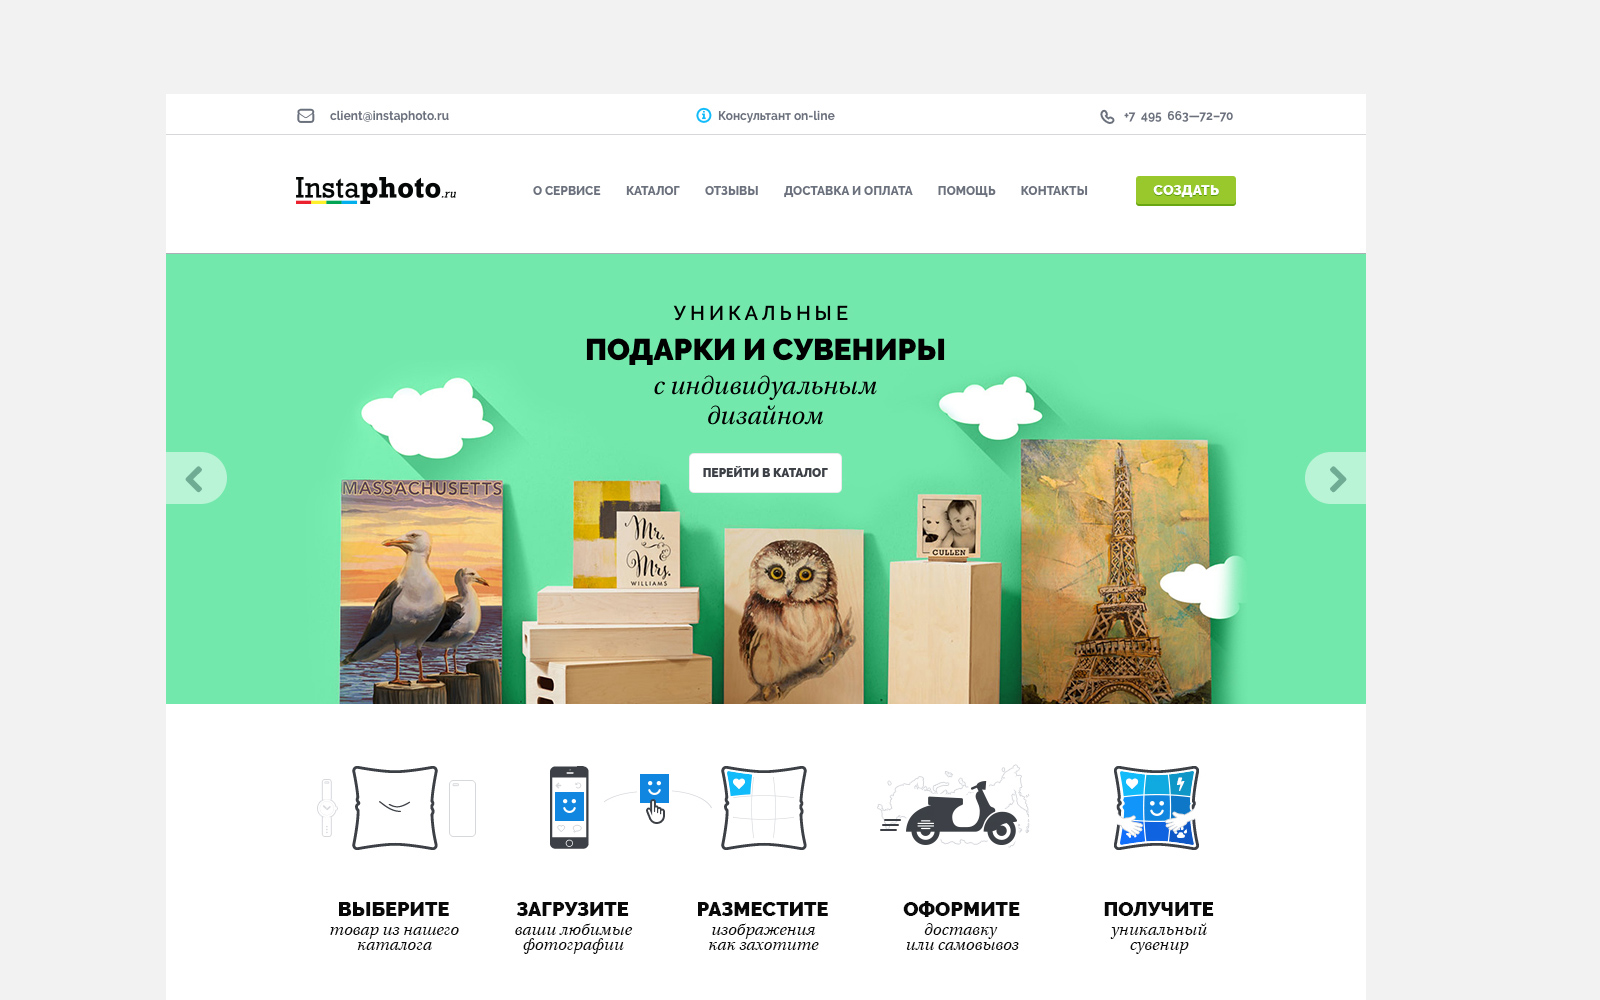 client@instaphoto.ru
Консультант on-line
+7 495 663—72–70
Instaphoto.ru
О СЕРВИСЕ
КАТАЛОГ
ОТЗЫВЫ
ДОСТАВКА И ОПЛАТА
ПОМОЩЬ
КОНТАКТЫ
СОЗДАТЬ
УНИКАЛЬНЫЕ
ПОДАРКИ И СУВЕНИРЫ
с индивидуальным
дизайном
ПЕРЕЙТИ В КАТАЛОГ
MASSACHUSETTS
Mr.
&
Mrs.
WILLIAMS
CULLEN
ВЫБЕРИТЕ
товар из нашего
каталога
ЗАГРУЗИТЕ
ваши любимые
фотографии
РАЗМЕСТИТЕ
изображения
как захотите
ОФОРМИТЕ
доставку
или самовывоз
ПОЛУЧИТЕ
уникальный
сувенир